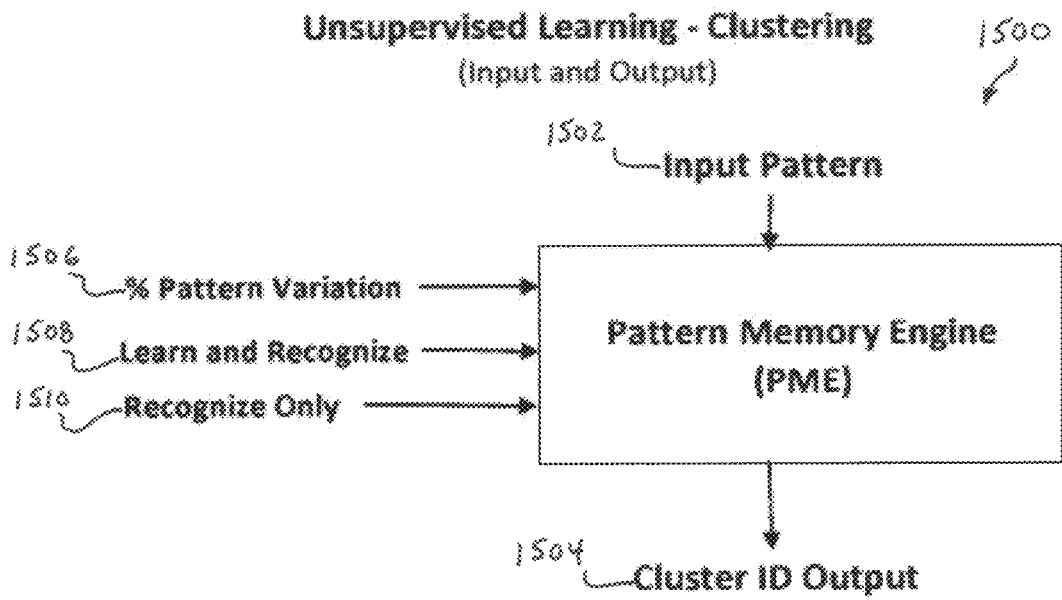 Unsupervised Learning - Clustering
(Input and Output)
1500
1502
Input Pattern
1506
% Pattern Variation
1508
Learn and Recognize
1510
Recognize Only
Pattern Memory Engine
(PME)
1504
Cluster ID Output